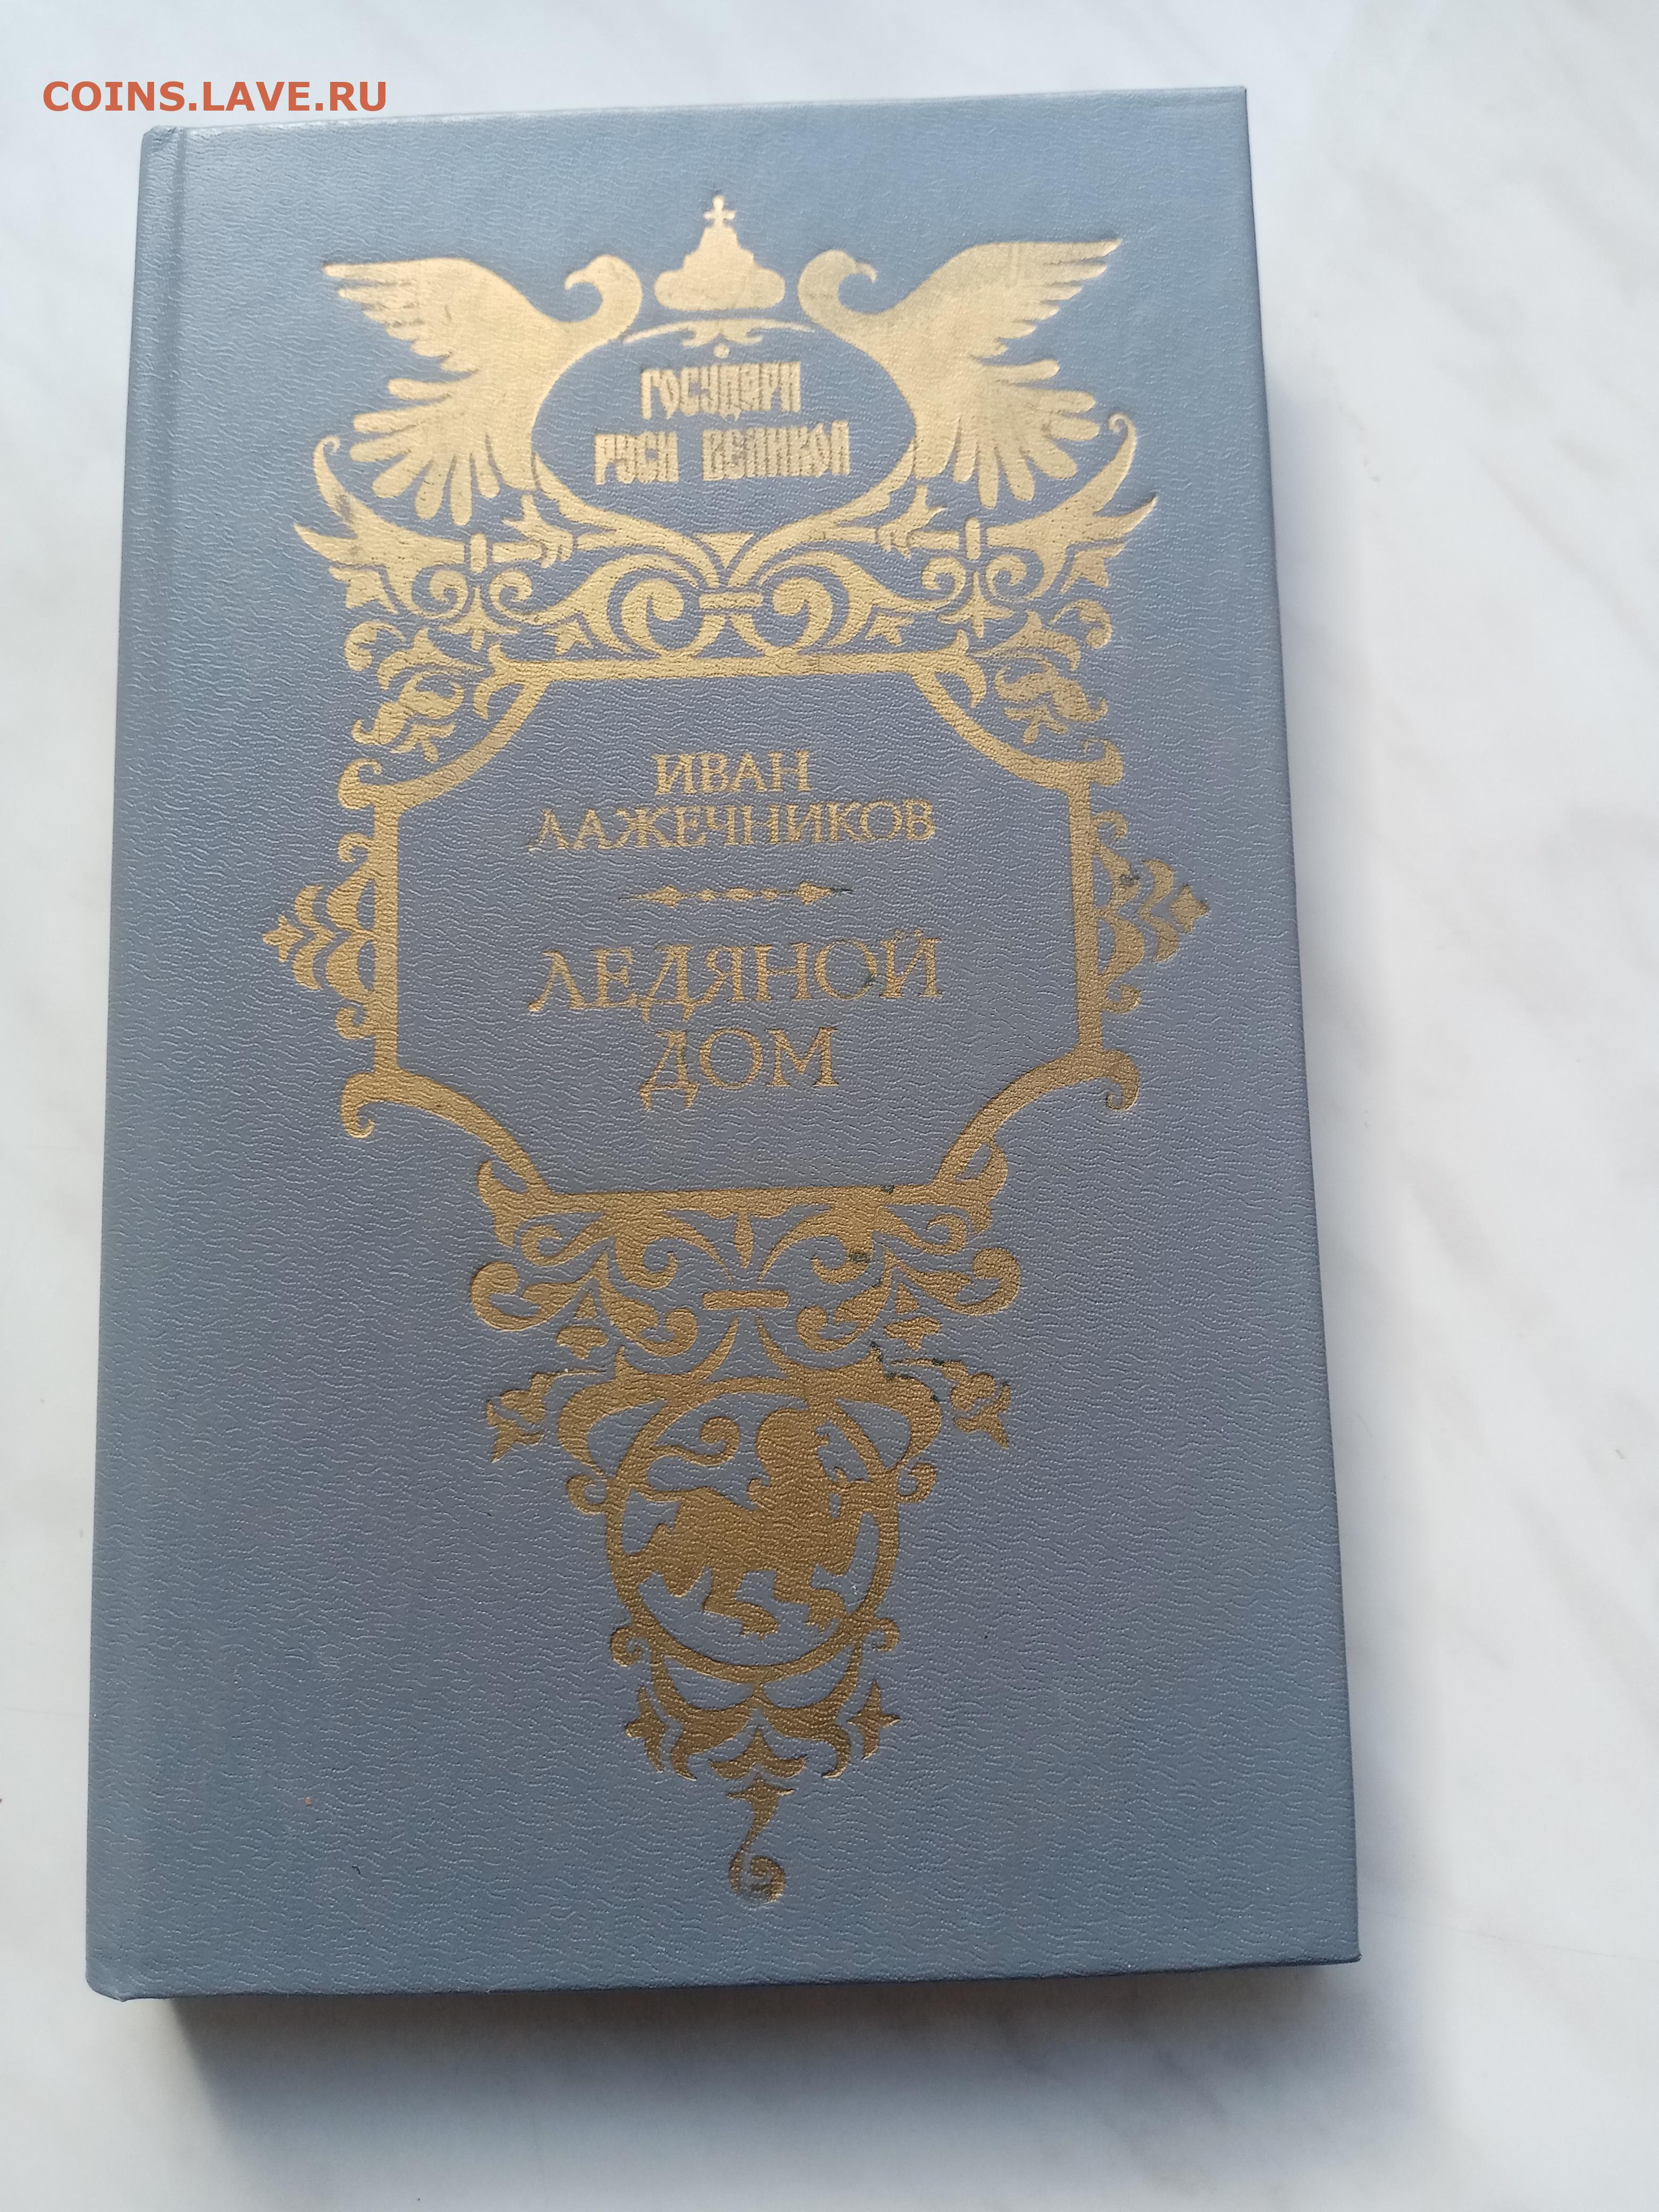 COINS.LAVE.RU
ГОСУДАРИ
РУСИ ВЕЛИКОЙ
ИВАН
ЛАЖЕЧНИКОВ
ЛЕДЯНОЙ
ДОМ